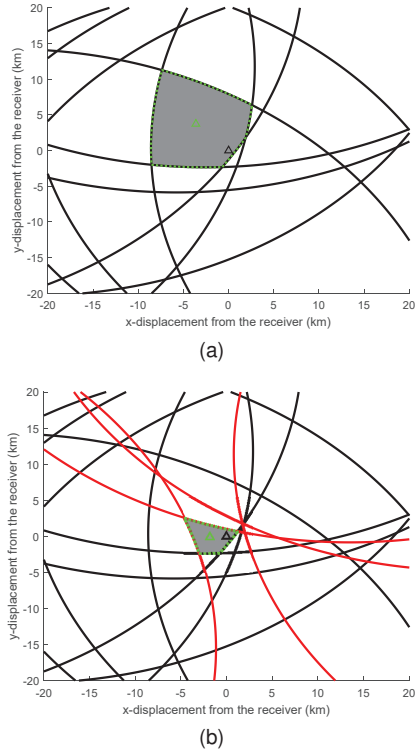 20
15
10
5
0
-5
-10
-15
-20
y-displacement from the receiver (km)
-20 -15 -10 -5 0 5 10 15 20
x-displacement from the receiver (km)
(a)
20
15
10
5
0
-5
-10
-15
-20
y-displacement from the receiver (km)
-20 -15 -10 -5 0 5 10 15 20
x-displacement from the receiver (km)
(b)